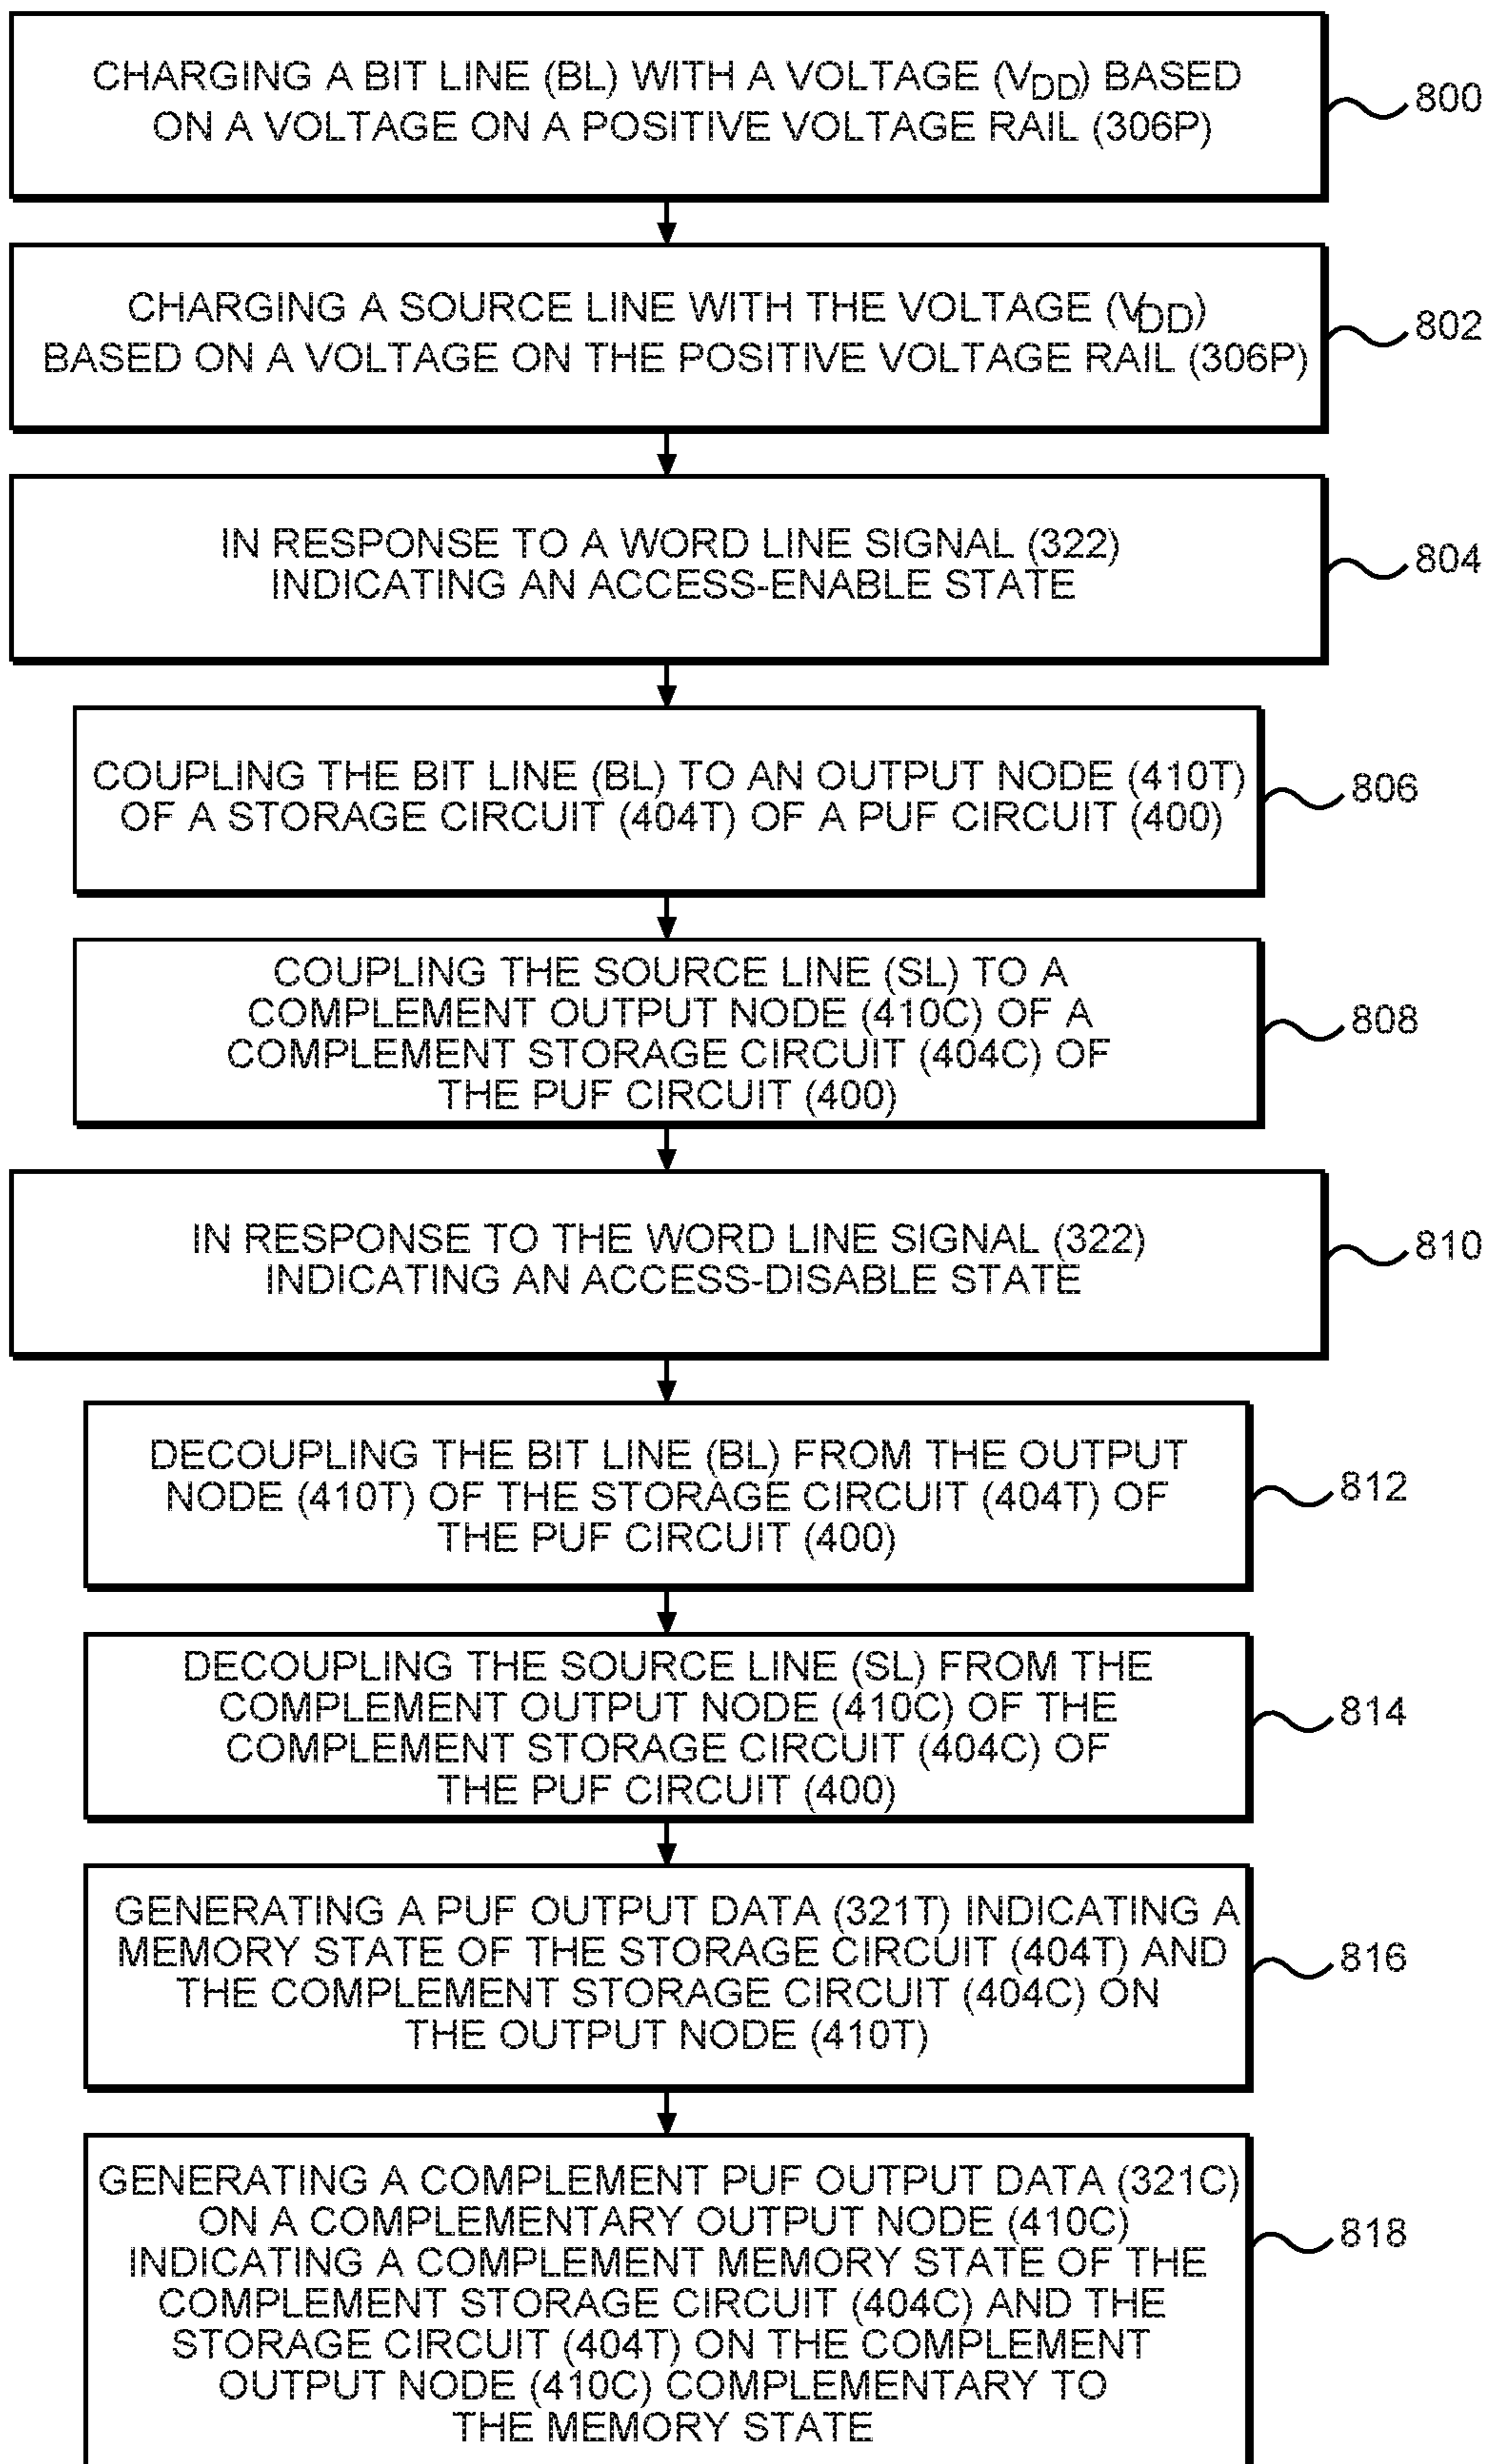 CHARGING A BIT LINE (BL) WITH A VOLTAGE (VDD) BASED
ON A VOLTAGE ON A POSITIVE VOLTAGE RAIL (306P)
800
CHARGING A SOURCE LINE WITH THE VOLTAGE (VDD)
BASED ON A VOLTAGE ON THE POSITIVE VOLTAGE RAIL (306P)
802
IN RESPONSE TO A WORD LINE SIGNAL (322)
INDICATING AN ACCESS-ENABLE STATE
804
COUPLING THE BIT LINE (BL) TO AN OUTPUT NODE (410T)
OF A STORAGE CIRCUIT (404T) OF A PUF CIRCUIT (400)
806
COUPLING THE SOURCE LINE (SL) TO A
COMPLEMENT OUTPUT NODE (410C) OF A
COMPLEMENT STORAGE CIRCUIT (404C) OF
THE PUF CIRCUIT (400)
808
IN RESPONSE TO THE WORD LINE SIGNAL (322)
INDICATING AN ACCESS-DISABLE STATE
810
DECOUPLING THE BIT LINE (BL) FROM THE OUTPUT
NODE (410T) OF THE STORAGE CIRCUIT (404T) OF
THE PUF CIRCUIT (400)
812
DECOUPLING THE SOURCE LINE (SL) FROM THE
COMPLEMENT OUTPUT NODE (410C) OF THE
COMPLEMENT STORAGE CIRCUIT (404C) OF
THE PUF CIRCUIT (400)
814
GENERATING A PUF OUTPUT DATA (321T) INDICATING A
MEMORY STATE OF THE STORAGE CIRCUIT (404T) AND
THE COMPLEMENT STORAGE CIRCUIT (404C) ON
THE OUTPUT NODE (410T)
816
GENERATING A COMPLEMENT PUF OUTPUT DATA (321C)
ON A COMPLEMENTARY OUTPUT NODE (410C)
INDICATING A COMPLEMENT MEMORY STATE OF THE
COMPLEMENT STORAGE CIRCUIT (404C) AND THE
STORAGE CIRCUIT (404T) ON THE COMPLEMENT
OUTPUT NODE (410C) COMPLEMENTARY TO
THE MEMORY STATE
818